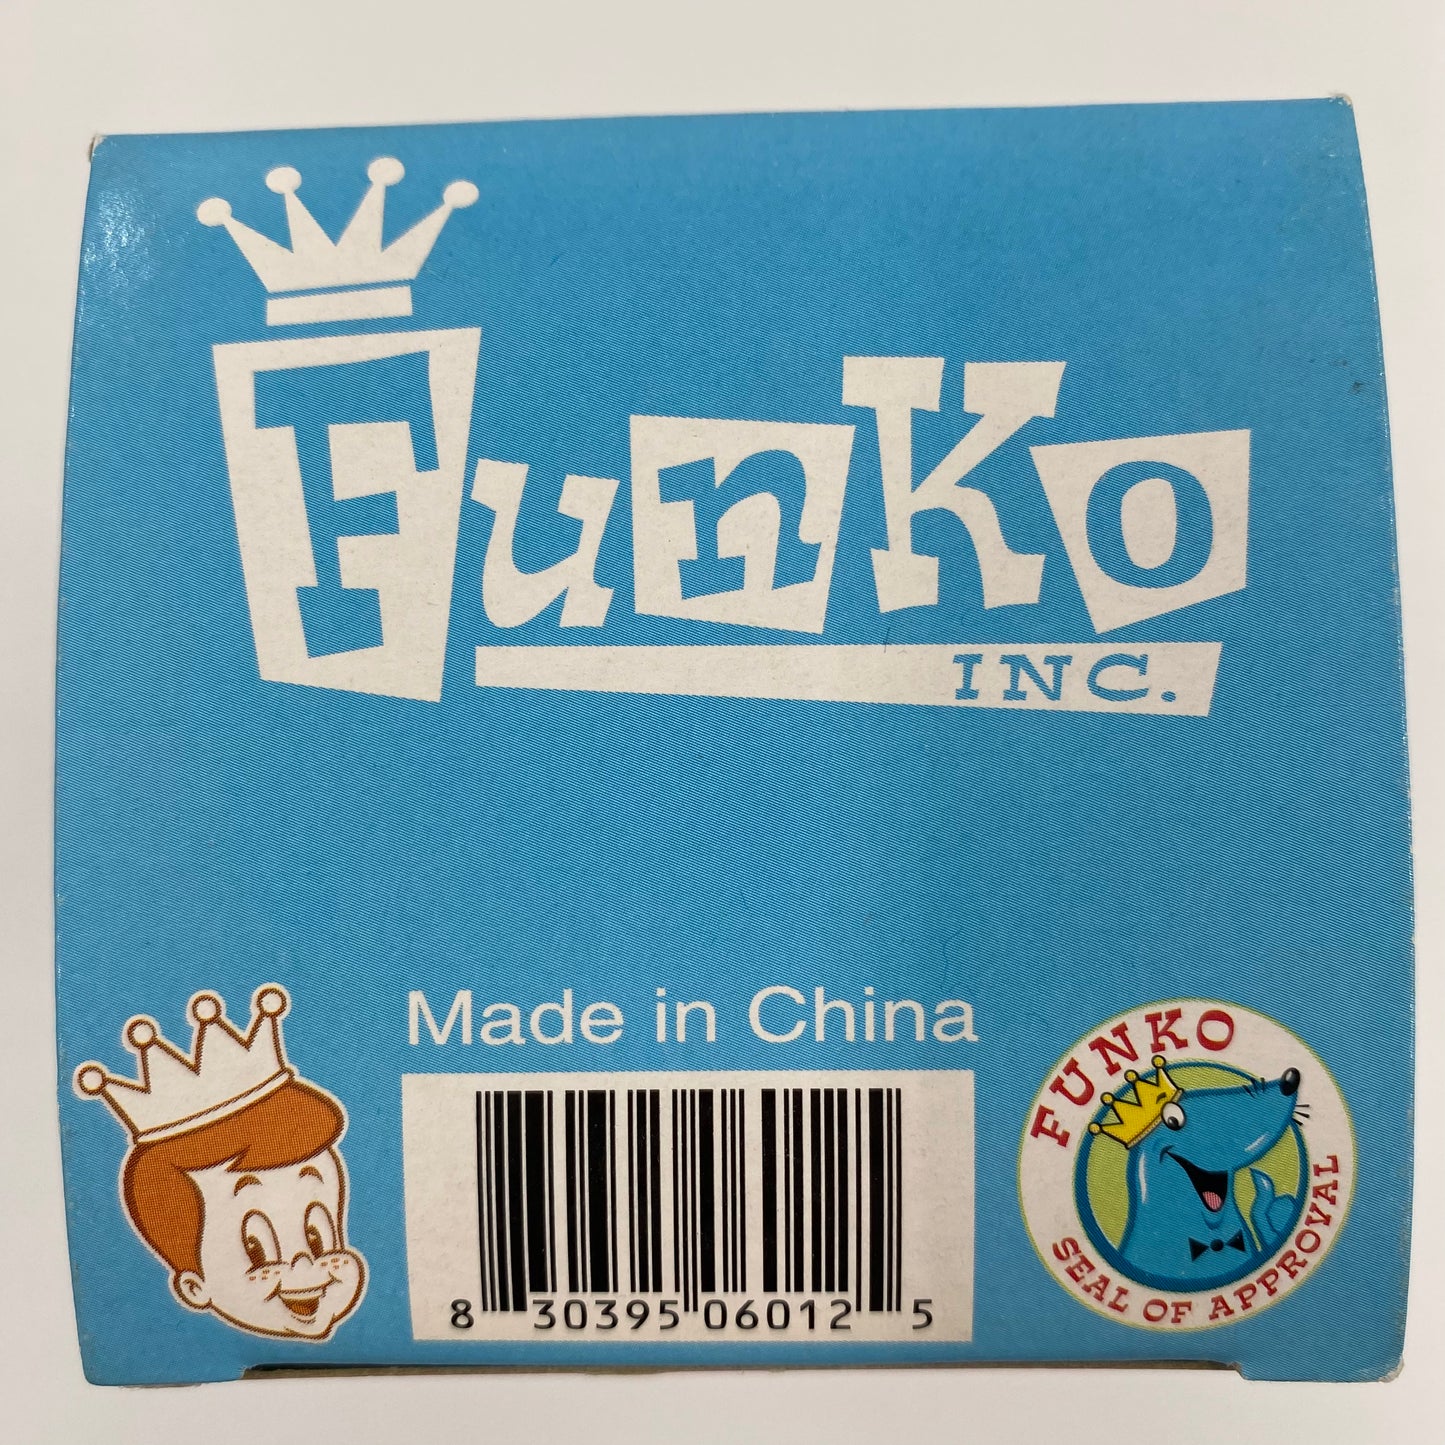 Funko
INC.
Made in China
8 30395 06012 5
FUNKO
SEAL OF APPROVAL